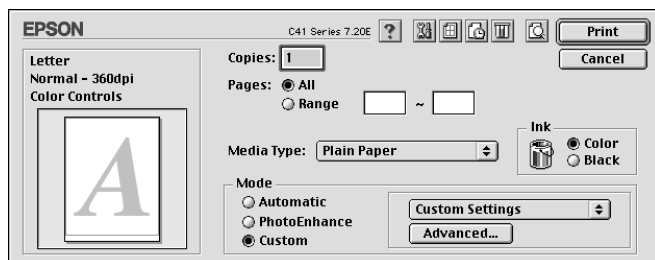 EPSON
C41 Series 7.20E ?
Print
Cancel
Letter
Normal - 360dpi
Color Controls
A
Copies: 1
Pages: All
Range ~
Media Type: Plain Paper
Ink
Color
Black
Mode
Automatic
PhotoEnhance
Custom
Custom Settings
Advanced...